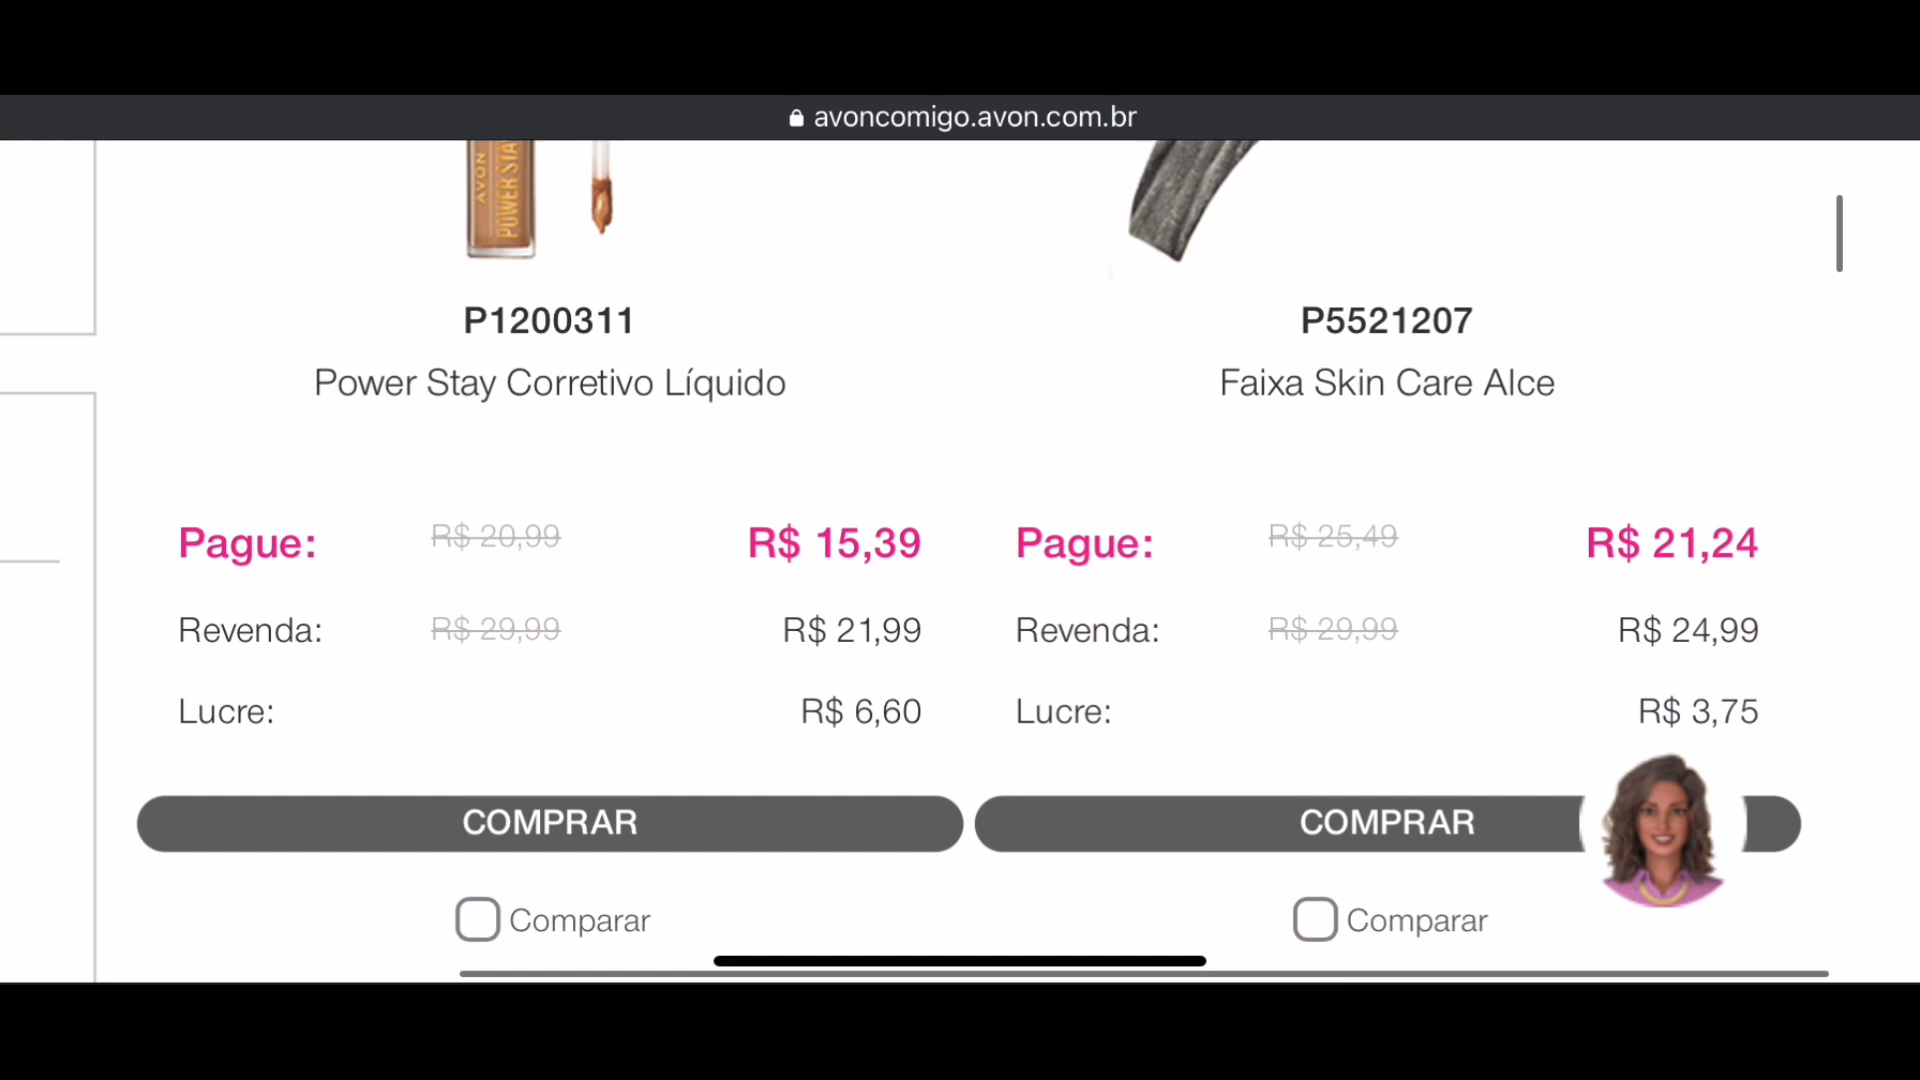 avoncomigo.avon.com.br
AVON
POWER STA
P1200311
Power Stay Corretivo Líquido
Pague: R$ 20,99 R$ 15,39
Revenda: R$ 29,99 R$ 21,99
Lucre: R$ 6,60
COMPRAR
Comparar
P5521207
Faixa Skin Care Alce
Pague: R$ 25,49 R$ 21,24
Revenda: R$ 29,99 R$ 24,99
Lucre: R$ 3,75
COMPRAR
Comparar